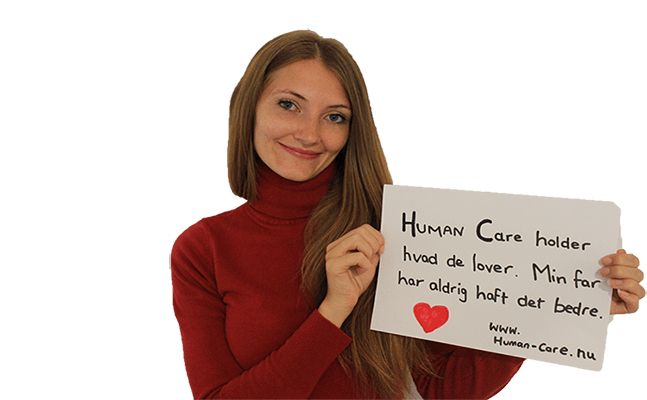 HUMAN CAre holder
hvad de lover. Min far
har aldrig haft det bedre.
www.
Human-Care.nu